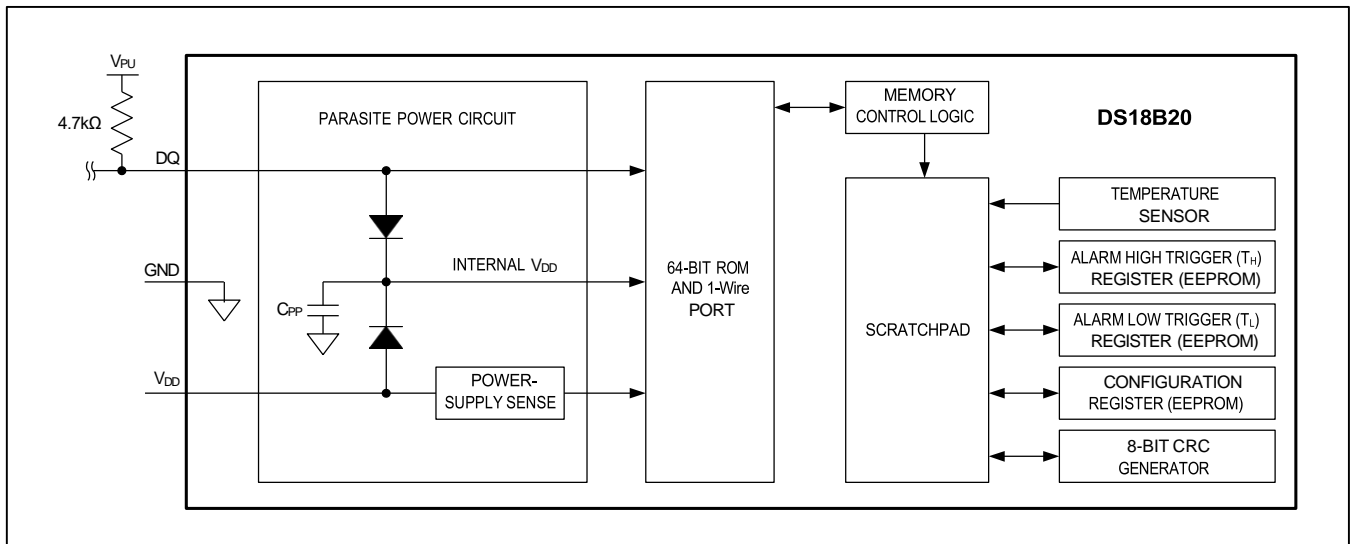 VPU
4.7kΩ
DQ
GND
VDD
PARASITE POWER CIRCUIT
INTERNAL VDD
CPP
POWER-
SUPPLY SENSE
64-BIT ROM
AND 1-Wire
PORT
MEMORY
CONTROL LOGIC
SCRATCHPAD
DS18B20
TEMPERATURE
SENSOR
ALARM HIGH TRIGGER (TH)
REGISTER (EEPROM)
ALARM LOW TRIGGER (TL)
REGISTER (EEPROM)
CONFIGURATION
REGISTER (EEPROM)
8-BIT CRC
GENERATOR